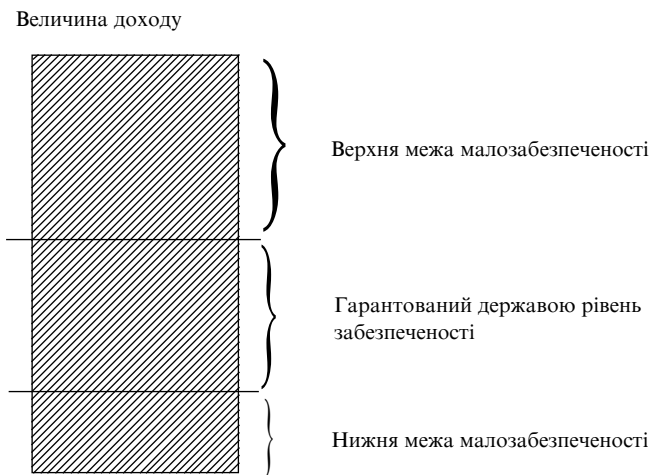 Величина доходу
Верхня межа малозабезпеченості
Гарантований державою рівень
забезпеченості
Нижня межа малозабезпеченості